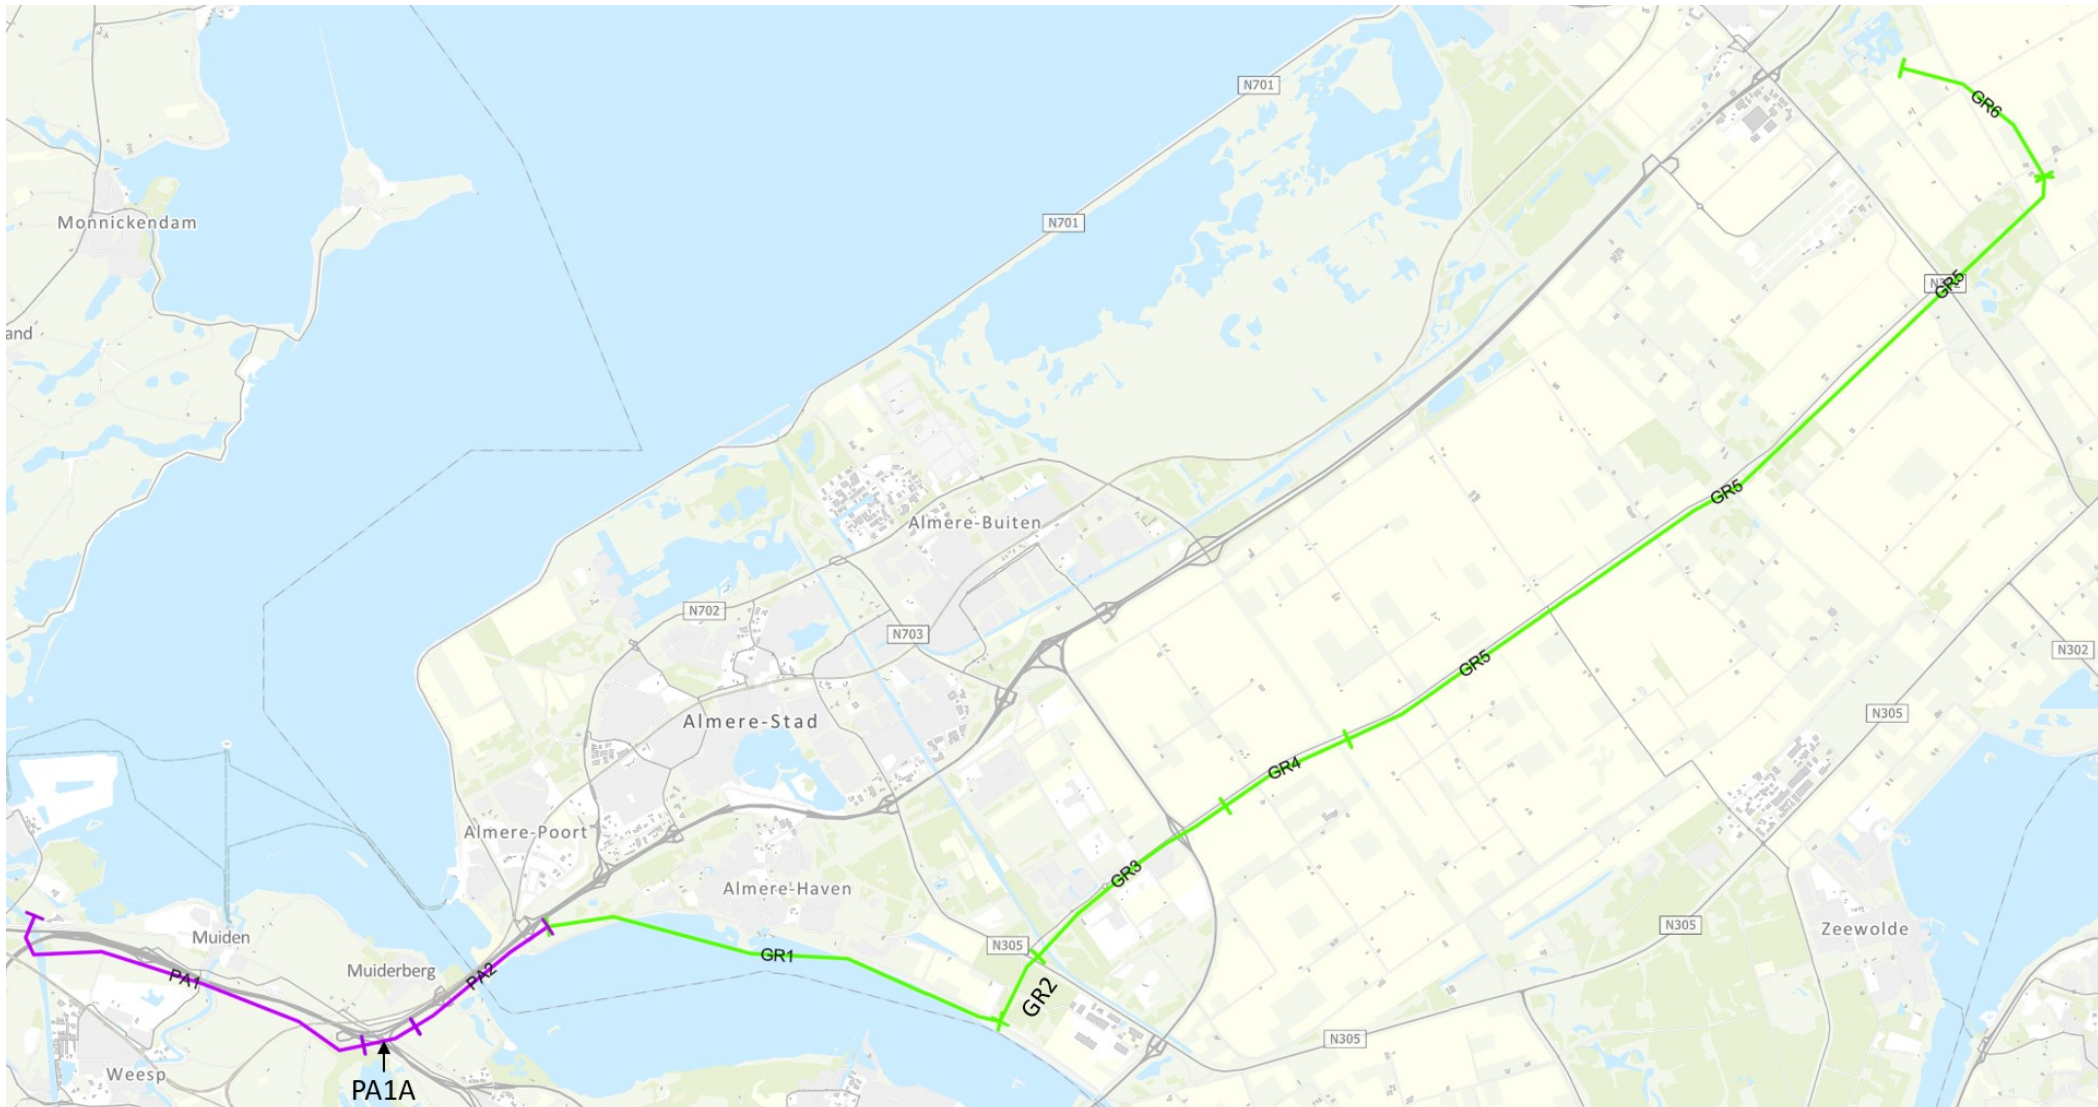 N701
GR6
N701
Monnickendam
GR5
and
GR5
Almere-Buiten
N702
N703
N302
GR5
N305
Almere-Stad
GR4
Almere-Poort
GR3
Almere-Haven
N305
Zeewolde
Muiden
N305
GR1
Muiderberg
PA1
PA2
GR2
N305
Weesp
PA1A